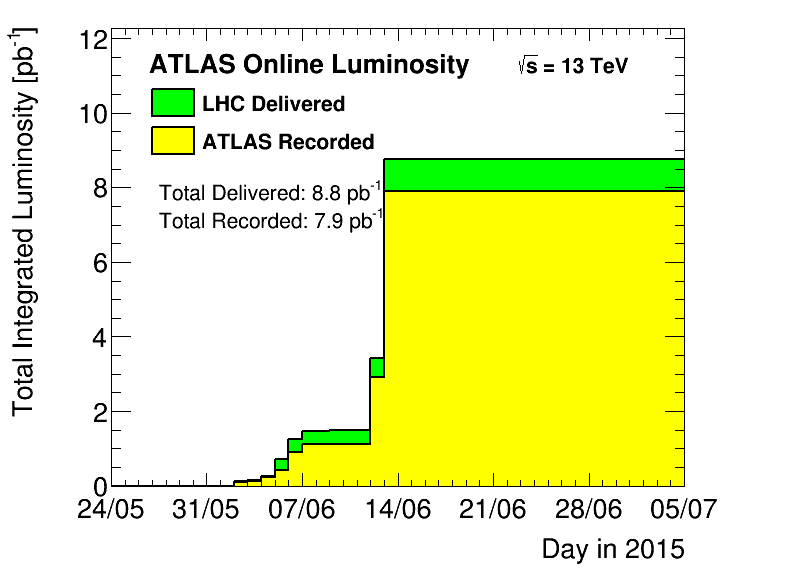 ATLAS Online Luminosity √s = 13 TeV
LHC Delivered
ATLAS Recorded
Total Delivered: 8.8 pb⁻¹
Total Recorded: 7.9 pb⁻¹
Total Integrated Luminosity [pb⁻¹]
12
10
8
6
4
2
0
24/05 31/05 07/06 14/06 21/06 28/06 05/07
Day in 2015